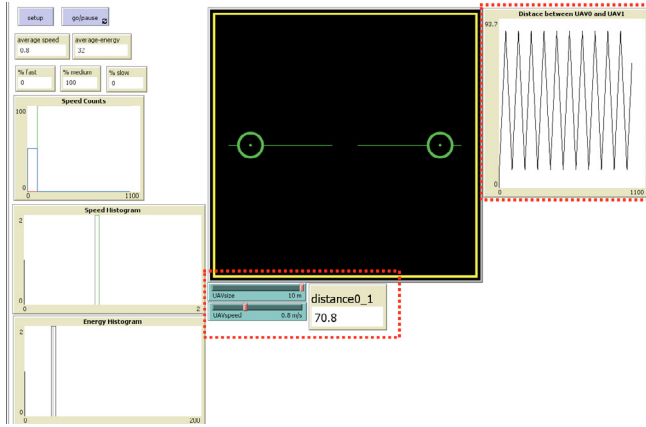 setup
go/pause
average speed
0.8
average-energy
32
% fast
0
% medium
100
% slow
0
Speed Counts
100
0
0
1100
Speed Histogram
2
0
0
2
Energy Histogram
2
0
0
200
UAVsize
10 m
UAVspeed
0.8 m/s
distance0_1
70.8
Distace between UAV0 and UAV1
93.7
0
0
1100